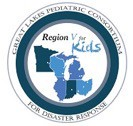 GREAT LAKES PEDIATRIC CONSORTIUM
Region V for
Kids
FOR DISASTER RESPONSE